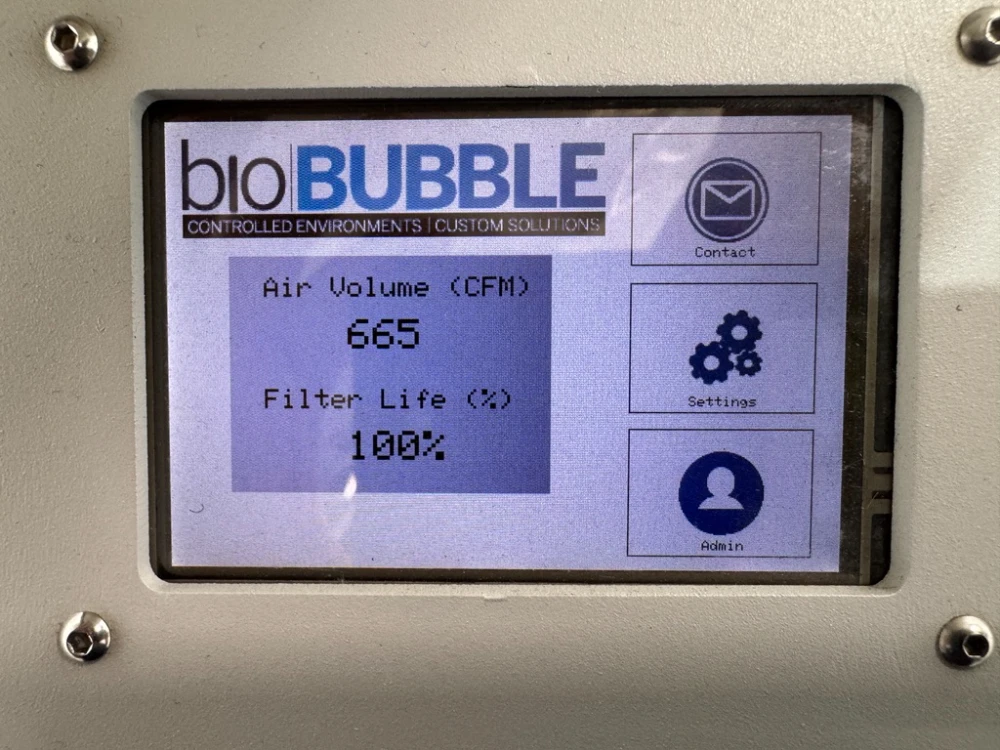 bioBUBBLE
CONTROLLED ENVIRONMENTS | CUSTOM SOLUTIONS
Air Volume (CFM)
665
Filter Life (%)
100%
Contact
Settings
Admin